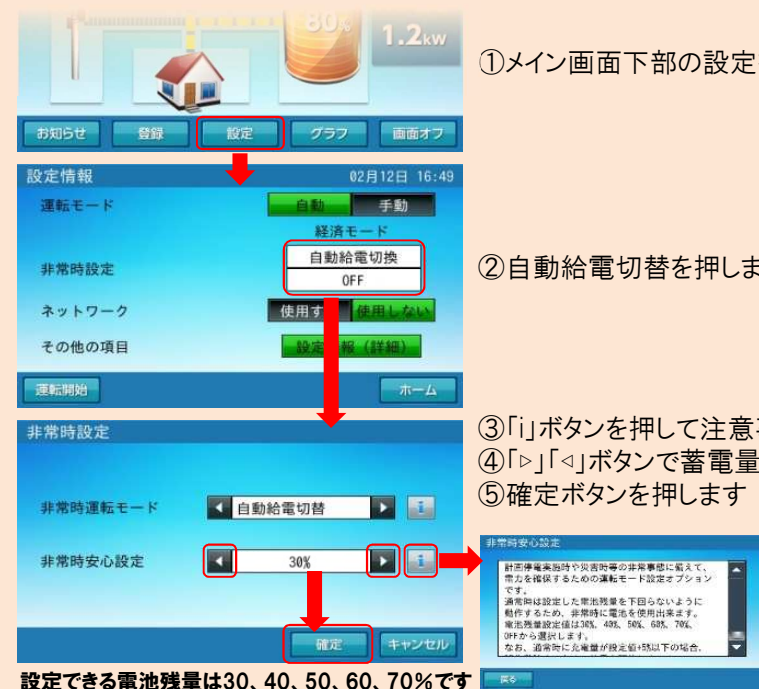 80%
1.2kw
①メイン画面下部の設定
お知らせ 登録 設定 グラフ 画面オフ
設定情報 02月12日 16:49
運転モード 自動 手動
経済モード
非常時設定 自動給電切換
OFF
②自動給電切替を押しま
ネットワーク 使用す 使用しない
その他の項目 設定 報(詳細)
運転開始 ホーム
非常時設定
③「i」ボタンを押して注意
④「▷」「◁」ボタンで蓄電量
⑤確定ボタンを押します
非常時運転モード 自動給電切替 i
非常時安心設定 30% i
確定 キャンセル
非常時安心設定
計画停電実施時や災害時等の非常事態に備えて、
電力を確保するための運転モード設定オプション
です。
通常時は設定した電池残量を下回らないように
動作するため、非常時に電池を使用出来ます。
電池残量設定値は30%、40%、50%、60%、70%、
OFFから選択します。
なお、通常時に充電量が設定値+5%以下の場合、
戻る
設定できる電池残量は30、40、50、60、70%です